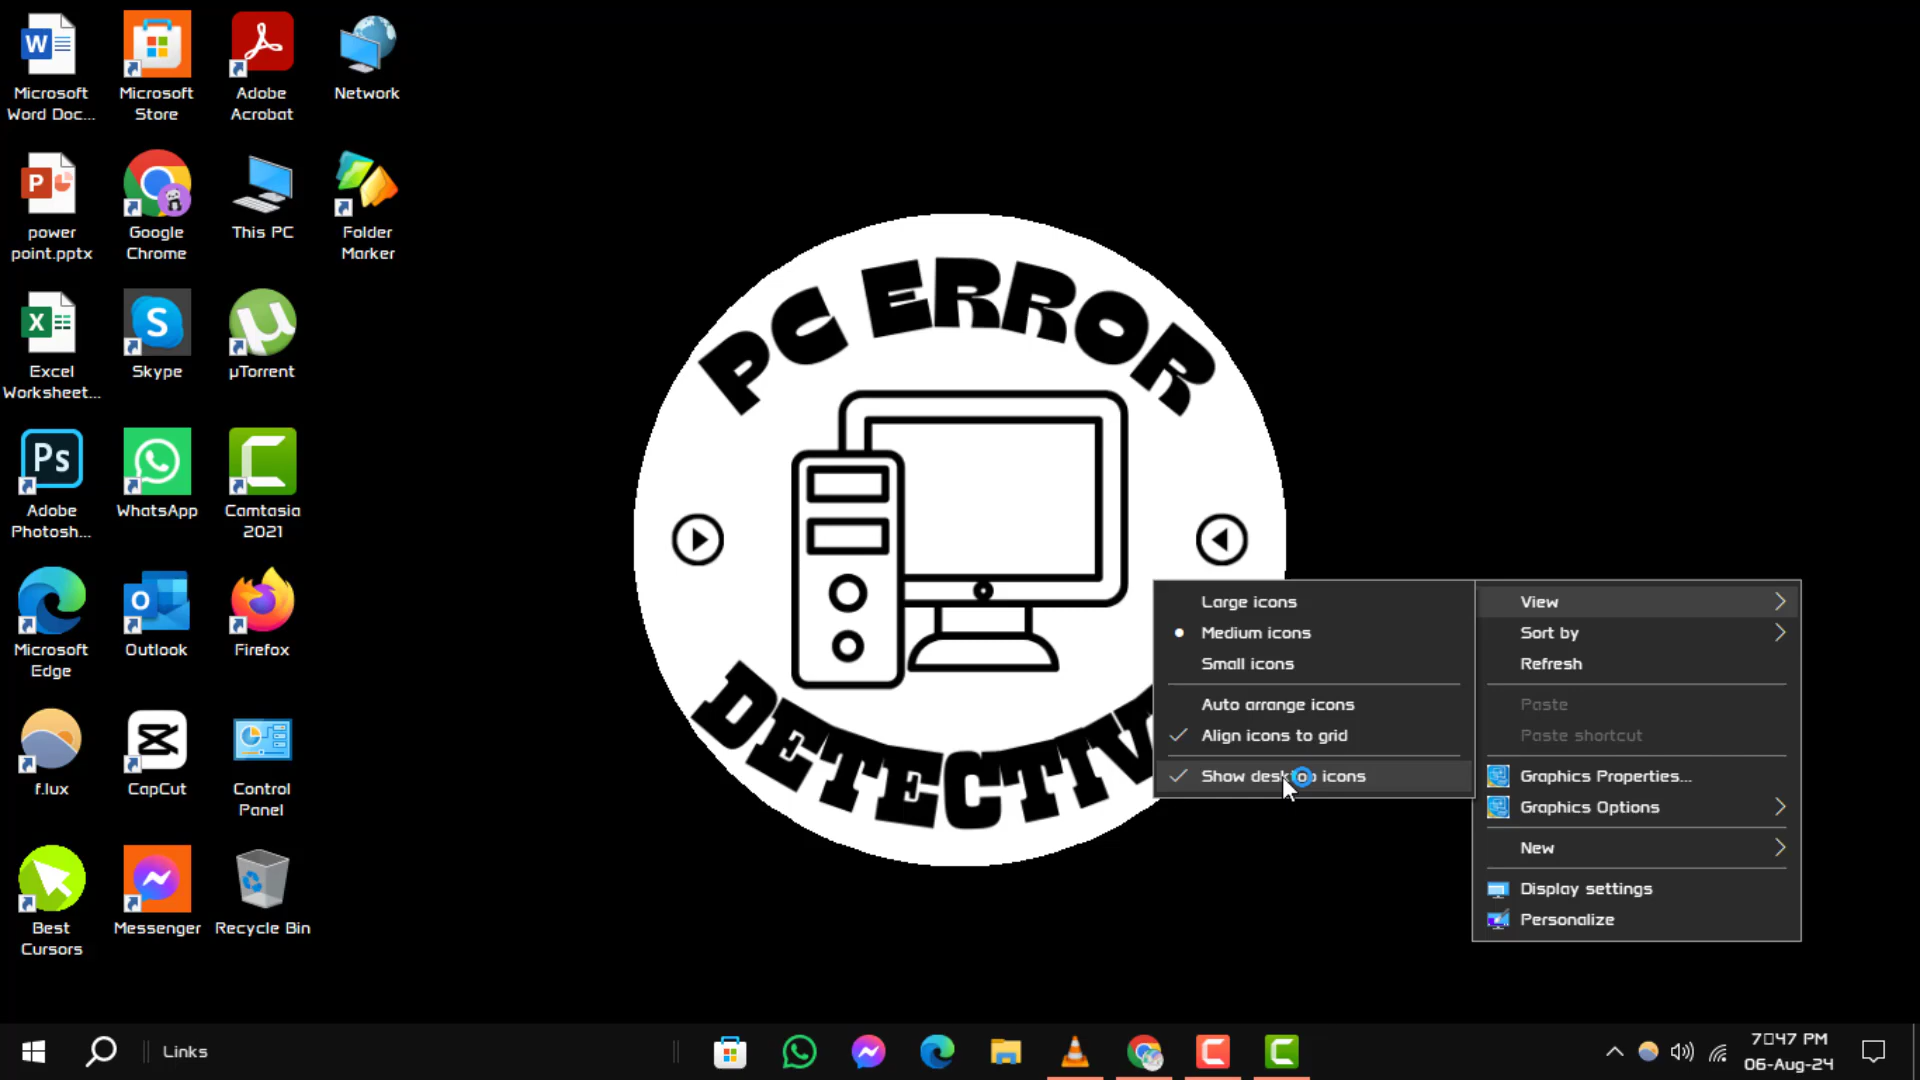 Microsoft
Word Doc...
Microsoft
Store
Adobe
Acrobat
Network
power
point.pptx
Google
Chrome
This PC
Folder
Marker
Excel
Worksheet...
Skype
µTorrent
Adobe
Photosh...
WhatsApp
Camtasia
2021
Microsoft
Edge
Outlook
Firefox
f.lux
CapCut
Control
Panel
Best
Cursors
Messenger
Recycle Bin
W
P
X
S
µ
Ps
O
PC ERROR
DETECTIV
Large icons
Medium icons
Small icons
Auto arrange icons
Align icons to grid
Show desktop icons
View
Sort by
Refresh
Paste
Paste shortcut
Graphics Properties...
Graphics Options
New
Display settings
Personalize
Links
7□47 PM
06-Aug-24